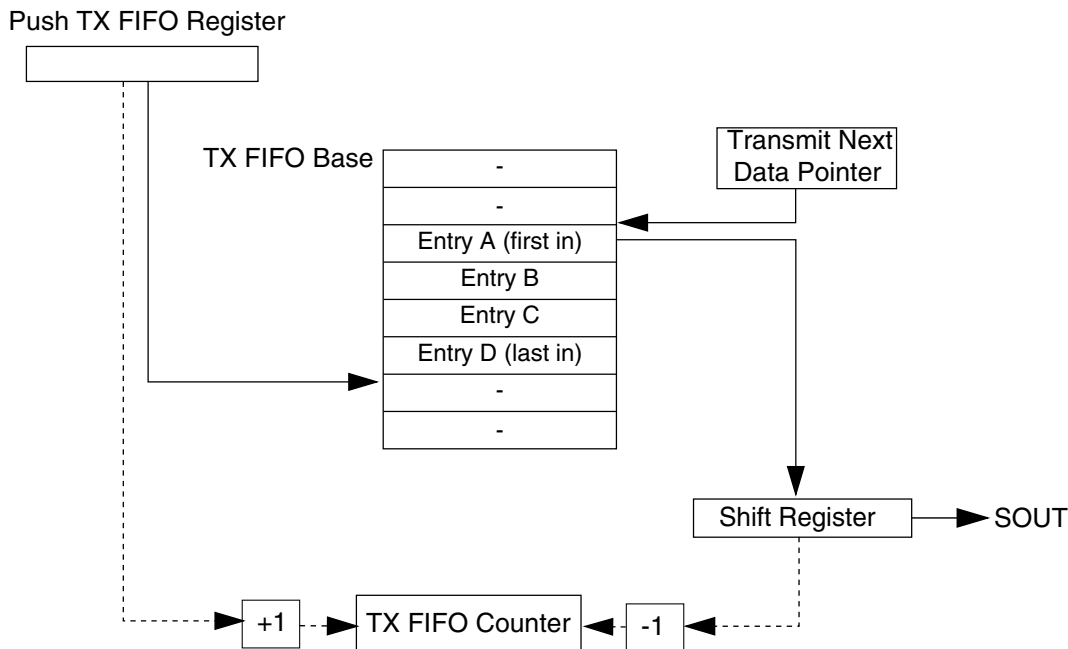 Push TX FIFO Register
TX FIFO Base
Transmit Next
Data Pointer
-
-
Entry A (first in)
Entry B
Entry C
Entry D (last in)
-
-
Shift Register
SOUT
+1
TX FIFO Counter
-1